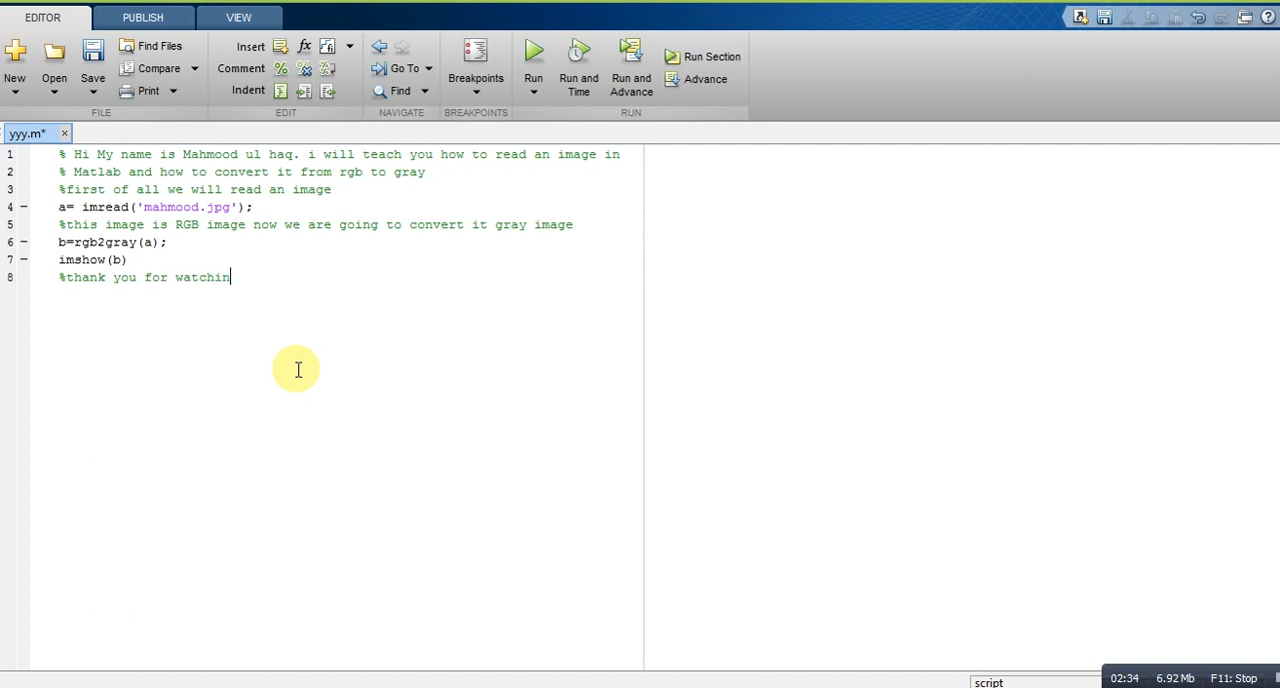 EDITOR PUBLISH VIEW
New Open Save Find Files Compare Print
Insert Comment Indent
Go To Find
Breakpoints
Run Run and Time Run and Advance Run Section Advance
FILE EDIT NAVIGATE BREAKPOINTS RUN
yyy.m*
1 % Hi My name is Mahmood ul haq. i will teach you how to read an image in
2 % Matlab and how to convert it from rgb to gray
3 %first of all we will read an image
4 a= imread('mahmood.jpg');
5 %this image is RGB image now we are going to convert it gray image
6 b=rgb2gray(a);
7 imshow(b)
8 %thank you for watchin
script
02:34 6.92 Mb F11: Stop